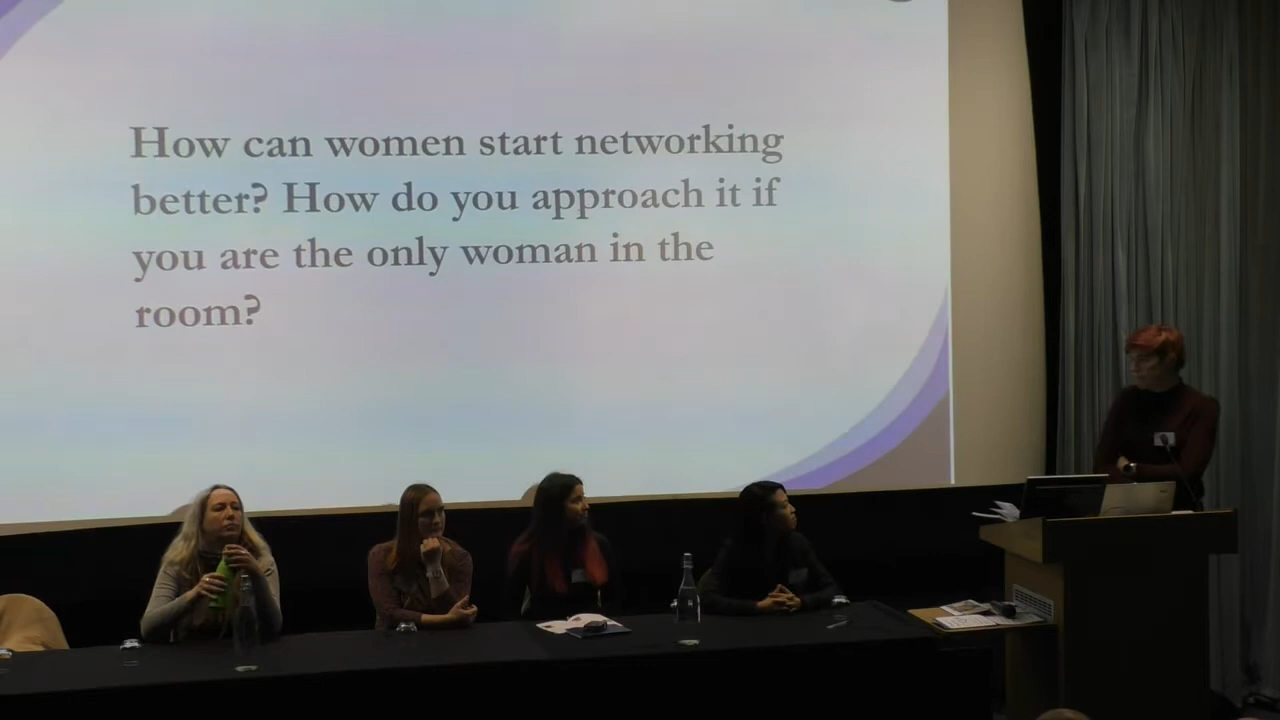 How can women start networking
better? How do you approach it if
you are the only woman in the
room?